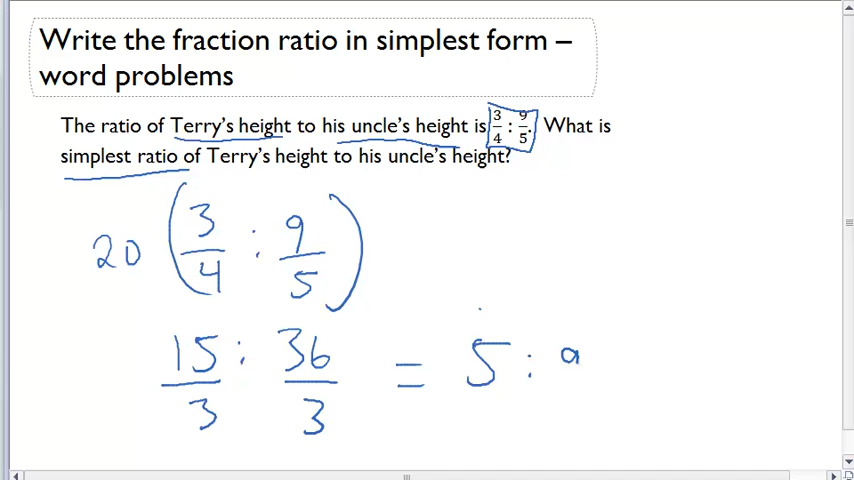 Write the fraction ratio in simplest form –
word problems
The ratio of Terry's height to his uncle's height is 3/4 : 9/5. What is
simplest ratio of Terry's height to his uncle's height?
20 (3/4 : 9/5)
15/3 : 36/3 = 5 :